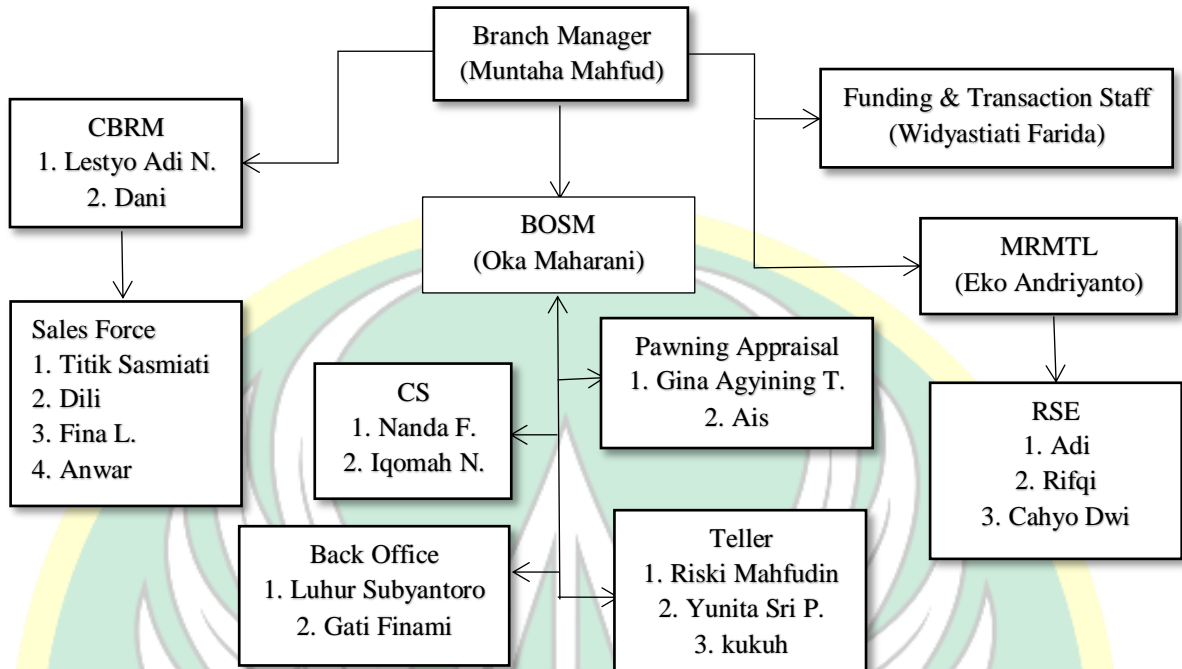 Branch Manager
(Muntaha Mahfud)
Funding & Transaction Staff
(Widyastiati Farida)
CBRM
1. Lestyo Adi N.
2. Dani
BOSM
(Oka Maharani)
MRMTL
(Eko Andriyanto)
Sales Force
1. Titik Sasmiati
2. Dili
3. Fina L.
4. Anwar
Pawning Appraisal
1. Gina Agyining T.
2. Ais
CS
1. Nanda F.
2. Iqomah N.
RSE
1. Adi
2. Rifqi
3. Cahyo Dwi
Back Office
1. Luhur Subyantoro
2. Gati Finami
Teller
1. Riski Mahfudin
2. Yunita Sri P.
3. kukuh